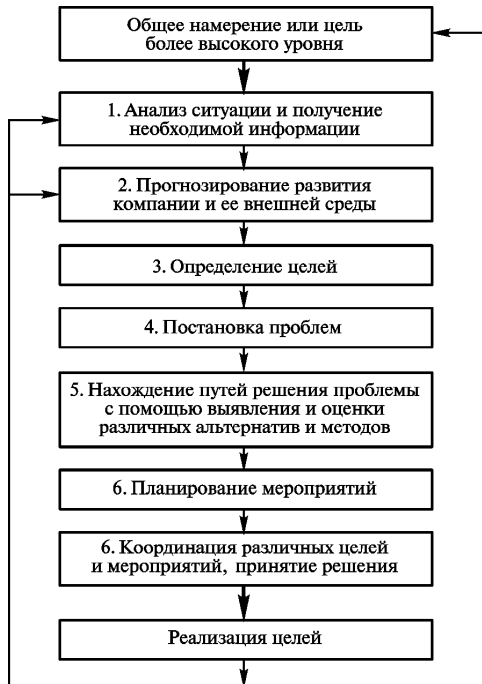 Общее намерение или цель
более высокого уровня
1. Анализ ситуации и получение
необходимой информации
2. Прогнозирование развития
компании и ее внешней среды
3. Определение целей
4. Постановка проблем
5. Нахождение путей решения проблемы
с помощью выявления и оценки
различных альтернатив и методов
6. Планирование мероприятий
6. Координация различных целей
и мероприятий, принятие решения
Реализация целей